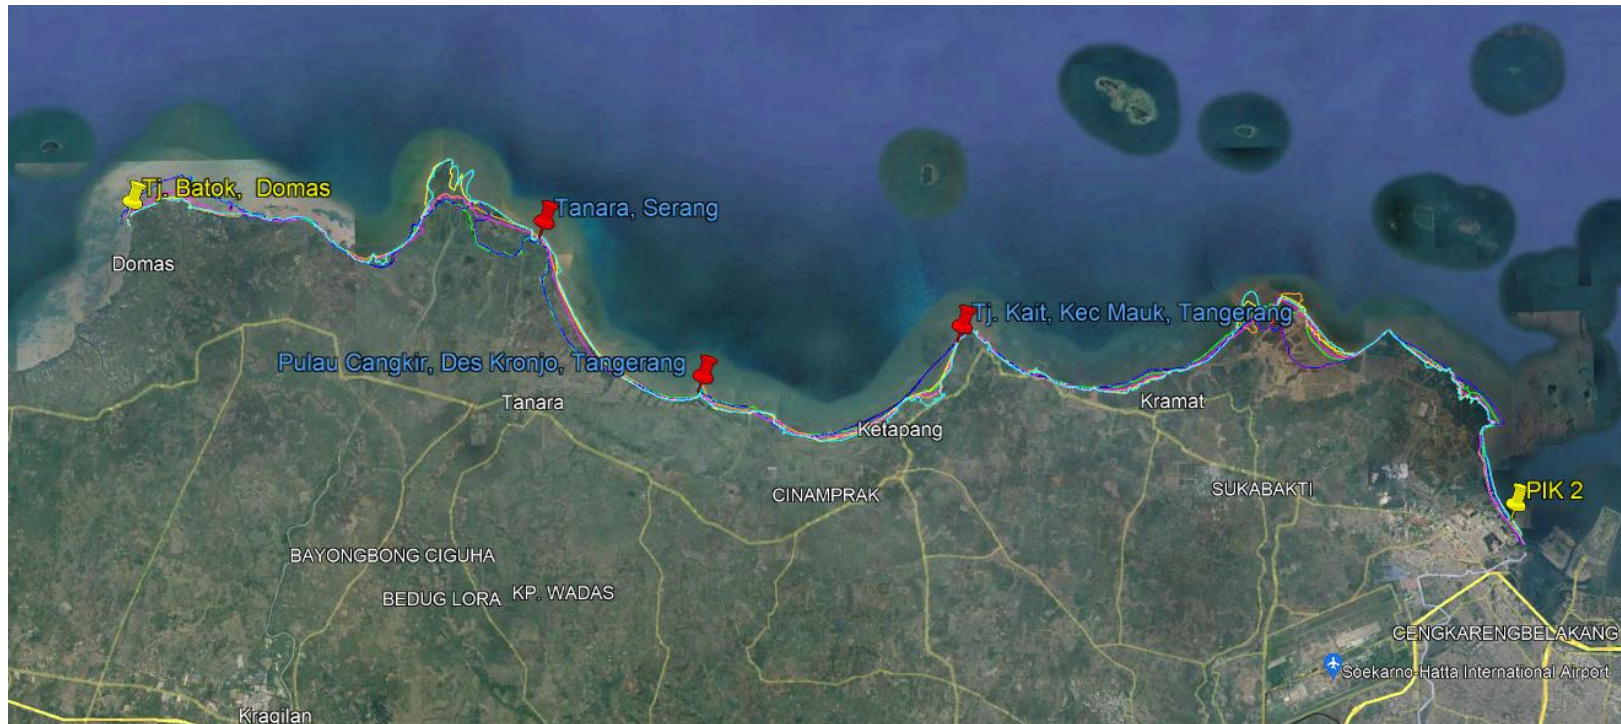 Tj. Batok, Domas
Tanara, Serang
Domas
Tj. Kait, Kec Mauk, Tangerang
Pulau Cangkir, Des Kronjo, Tangerang
Tanara
Kramat
Ketapang
CINAMPRAK
SUKABAKTI
PIK 2
BAYONGBONG CIGUHA
BEDUG LORA
KP. WADAS
CENGKARENGBELAKANG
Soekarno-Hatta International Airport
Kragilan